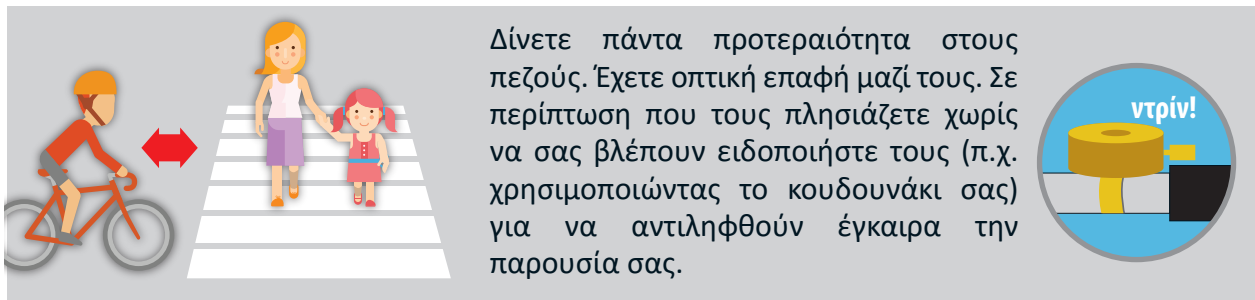 Δίνετε πάντα προτεραιότητα στους
πεζούς. Έχετε οπτική επαφή μαζί τους. Σε
περίπτωση που τους πλησιάζετε χωρίς
να σας βλέπουν ειδοποιήστε τους (π.χ.
χρησιμοποιώντας το κουδουνάκι σας)
για να αντιληφθούν έγκαιρα την
παρουσία σας.
ντρίν!